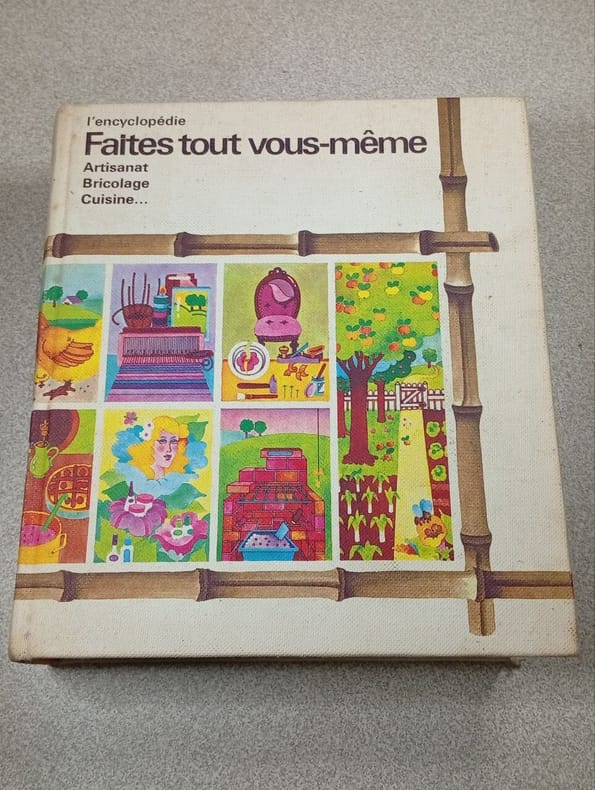 l'encyclopédie
Faites tout vous-même
Artisanat
Bricolage
Cuisine...